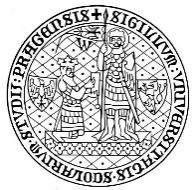 ✠ SIGILLVM · VNIVERSITATIS · SCOLARIVM · STVDII · PRAGENSIS